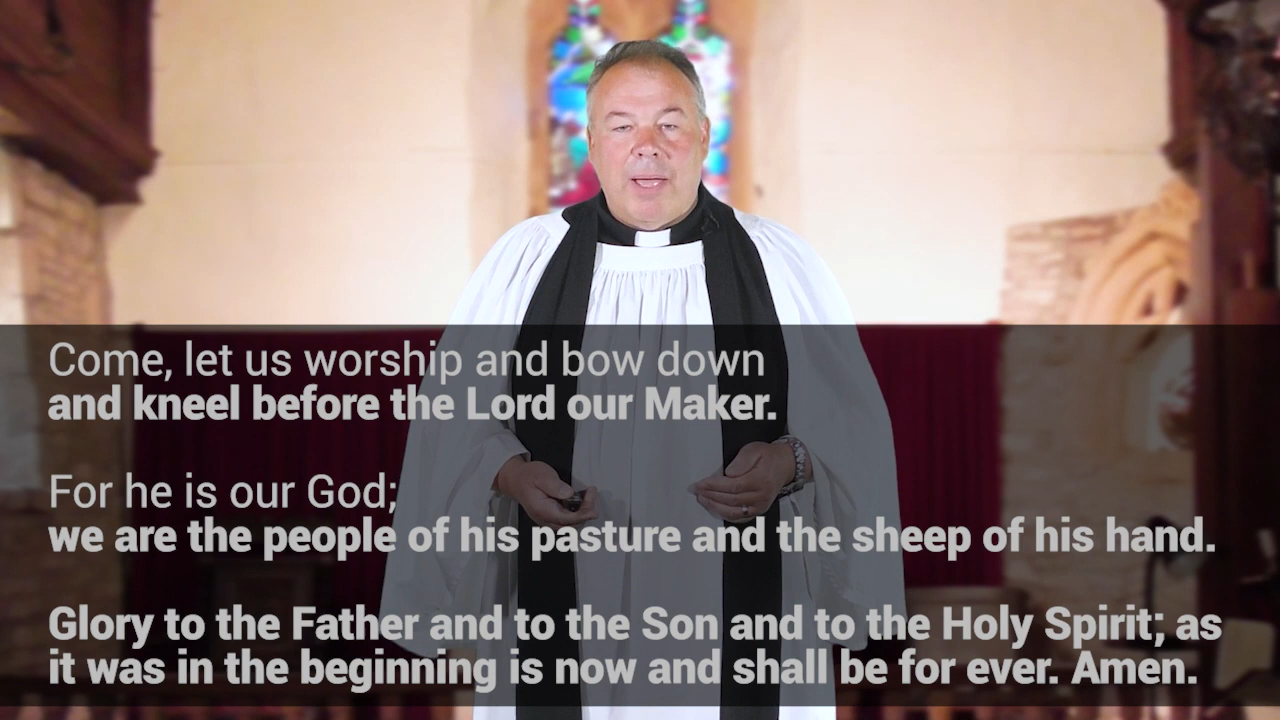 Come, let us worship and bow down
and kneel before the Lord our Maker.
For he is our God;
we are the people of his pasture and the sheep of his hand.
Glory to the Father and to the Son and to the Holy Spirit; as
it was in the beginning is now and shall be for ever. Amen.